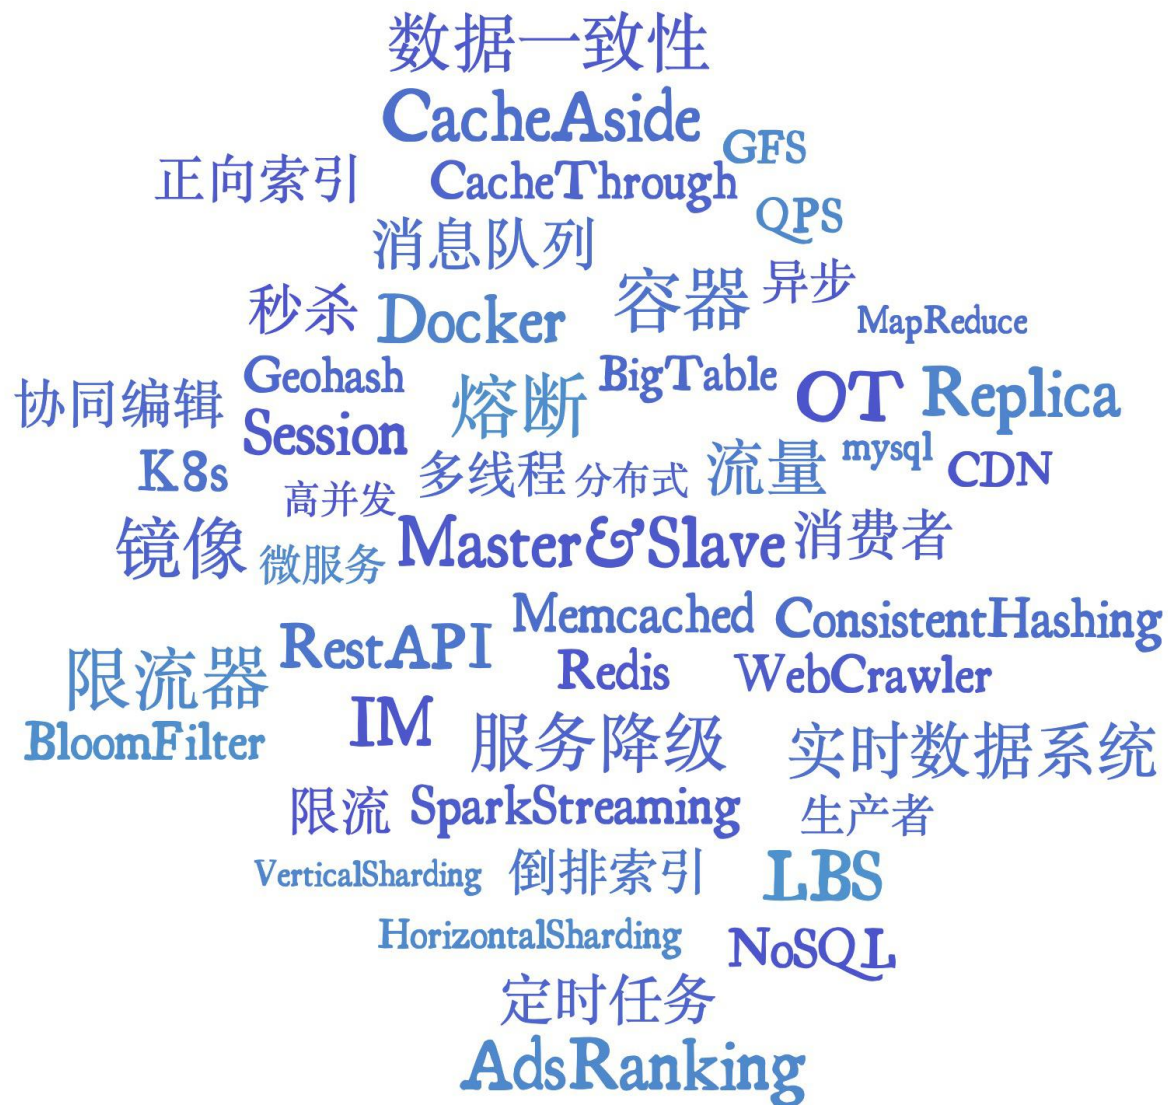 数据一致性
CacheAside
GFS
正向索引
CacheThrough
QPS
消息队列
容器
异步
秒杀
Docker
MapReduce
Geohash
BigTable
协同编辑
熔断
OT
Replica
Session
mysql
K8s
多线程
分布式
流量
CDN
高并发
镜像
微服务
Master&Slave
消费者
Memcached
ConsistentHashing
RestAPI
限流器
Redis
WebCrawler
BloomFilter
IM
服务降级
实时数据系统
限流
SparkStreaming
生产者
VerticalSharding
倒排索引
LBS
HorizontalSharding
NoSQL
定时任务
AdsRanking